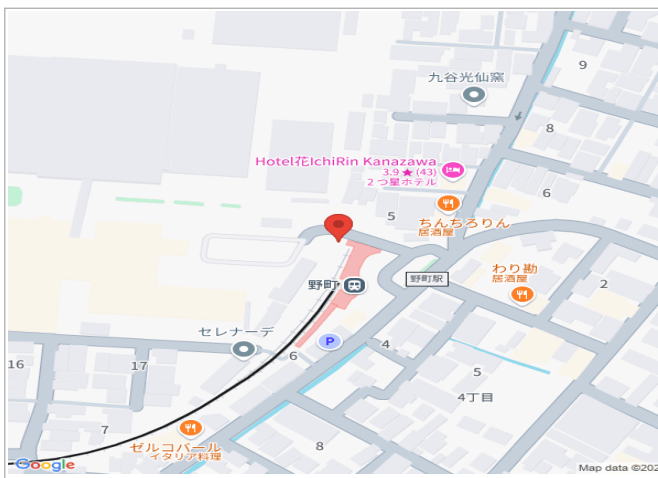 九谷光仙窯
9
8
Hotel花IchiRin Kanazawa
3.9★(43)
2つ星ホテル
6
5
ちんちろりん
居酒屋
野町
野町駅
わり勘
居酒屋
2
セレナーデ
P
6
4
16
17
5
4丁目
7
ゼルコバール
イタリア料理
8
Google
Map data ©202